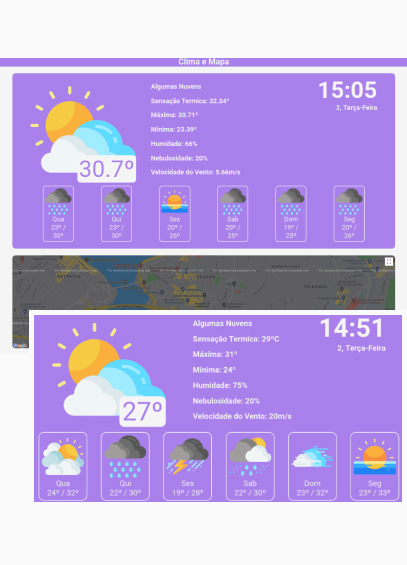 Clima e Mapa
Algumas Nuvens
Sensação Termica: 32.34°
Máxima: 30.71º
Mínima: 23.39º
Humidade: 66%
Nebulosidade: 20%
Velocidade do Vento: 5.66m/s
15:05
2, Terça-Feira
30.7º
Qua
23º /
30º
Qui
23º /
30º
Sex
20º /
26º
Sab
20º /
25º
Dom
19º /
25º
Seg
20º /
26º
Algumas Nuvens
Sensação Termica: 29ºC
Máxima: 31º
Mínima: 24º
Humidade: 75%
Nebulosidade: 20%
Velocidade do Vento: 20m/s
14:51
2, Terça-Feira
27º
Qua
24º / 32º
Qui
22º / 30º
Sex
19º / 28º
Sab
22º / 30º
Dom
23º / 32º
Seg
23º / 33º